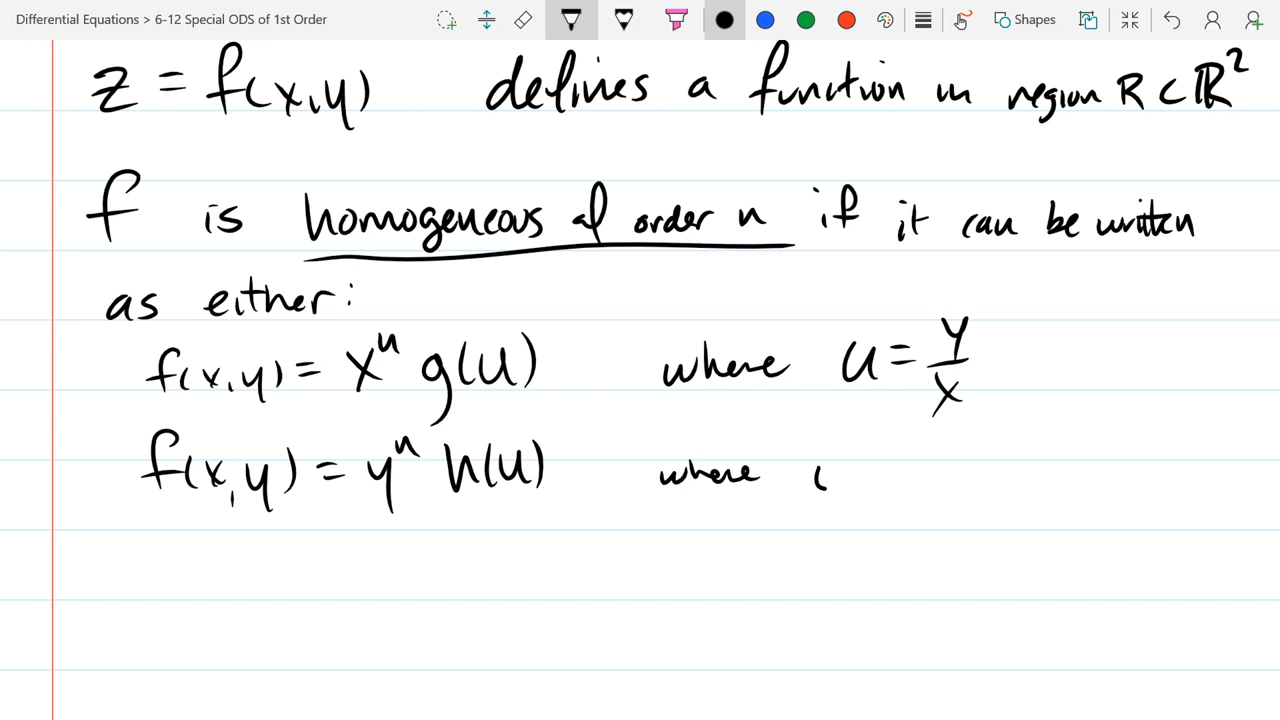 Differential Equations > 6-12 Special ODS of 1st Order
Shapes
z = f(x,y) defines a function in region R ⊂ ℝ²
f is homogeneous of order n if it can be written
as either:
f(x,y) = xⁿ g(u) where u = y/x
f(x,y) = yⁿ h(u) where